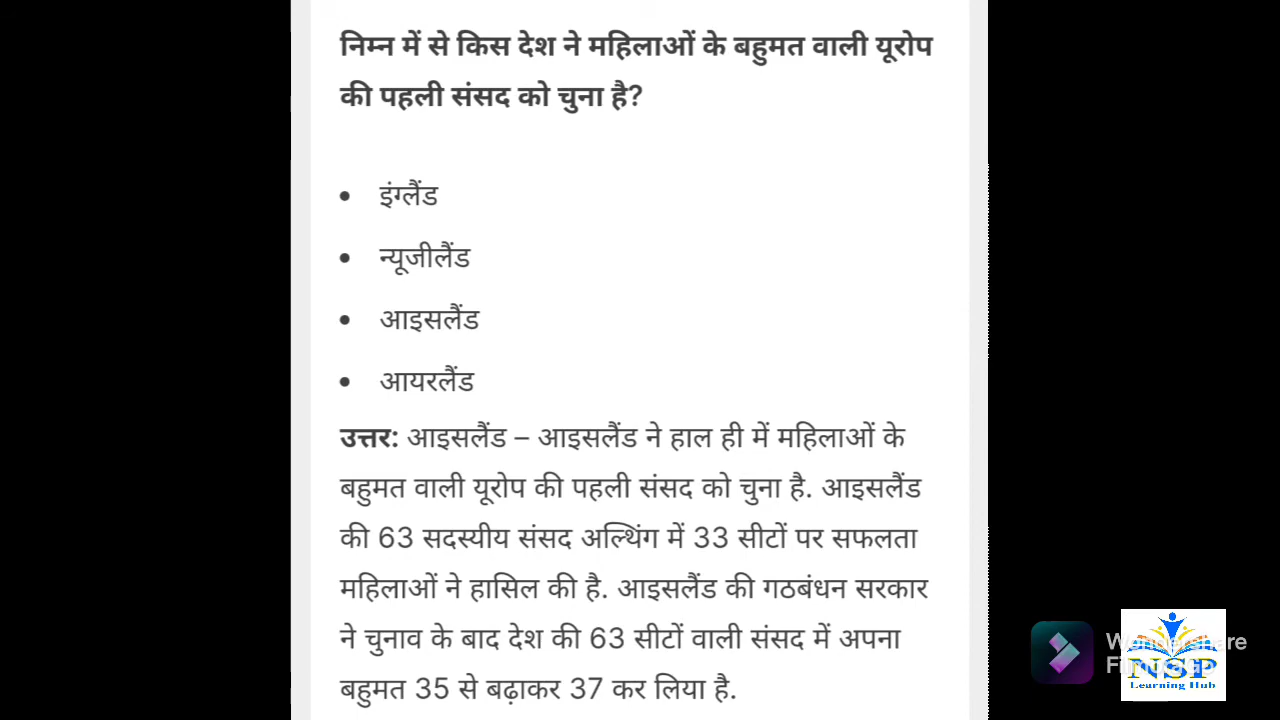 निम्न में से किस देश ने महिलाओं के बहुमत वाली यूरोप
की पहली संसद को चुना है?
• इंग्लैंड
• न्यूजीलैंड
• आइसलैंड
• आयरलैंड
उत्तर: आइसलैंड – आइसलैंड ने हाल ही में महिलाओं के
बहुमत वाली यूरोप की पहली संसद को चुना है. आइसलैंड
की 63 सदस्यीय संसद अल्थिंग में 33 सीटों पर सफलता
महिलाओं ने हासिल की है. आइसलैंड की गठबंधन सरकार
ने चुनाव के बाद देश की 63 सीटों वाली संसद में अपना
बहुमत 35 से बढ़ाकर 37 कर लिया है.
Wondershare
NSP
Learning Hub